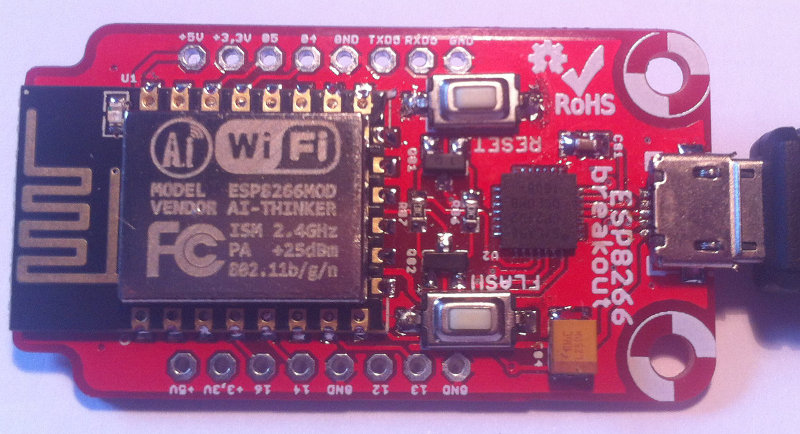 +5V +3,3V 05 04 GND TXD0 RXD0 GND
U1
RoHS
Ai WiFi
MODEL ESP8266MOD
VENDOR AI-THINKER
ISM 2.4GHz
PA +25dBm
802.11b/g/n
FC
RESET
FLASH
U2
ESP8266
breakout
+5V +3,3V 16 14 GND 12 13 GND